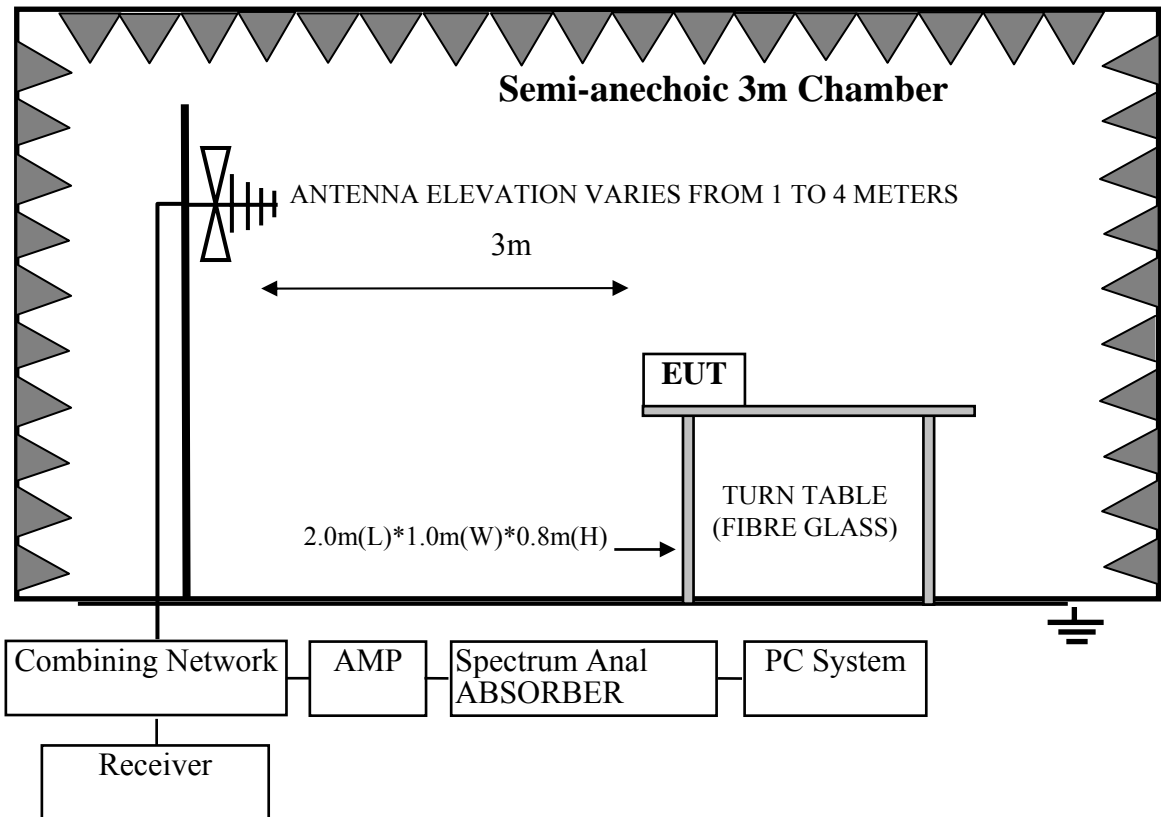 Semi-anechoic 3m Chamber
ANTENNA ELEVATION VARIES FROM 1 TO 4 METERS
3m
EUT
TURN TABLE
(FIBRE GLASS)
2.0m(L)*1.0m(W)*0.8m(H)
Combining Network
AMP
Spectrum Anal
ABSORBER
PC System
Receiver